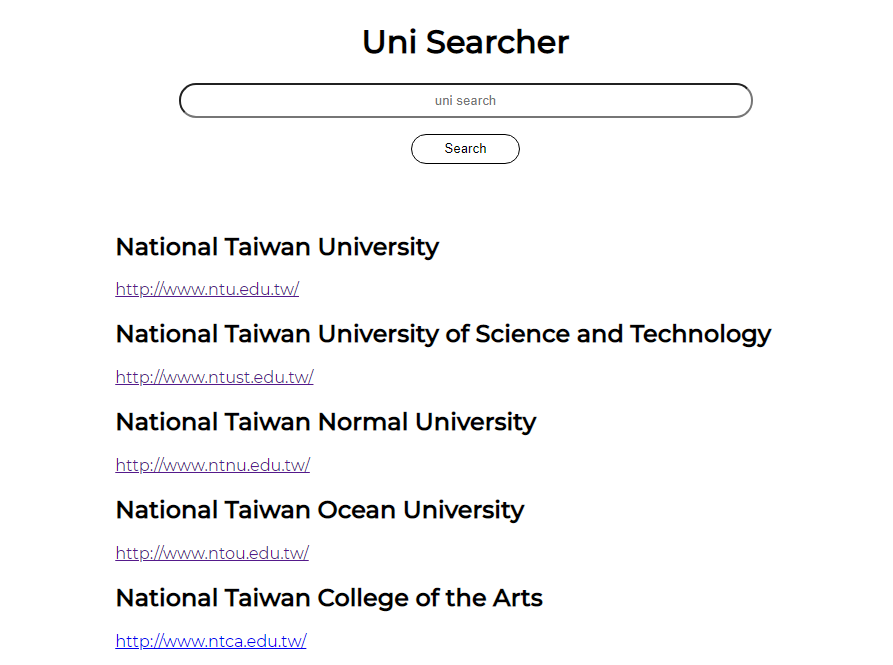 Uni Searcher
uni search
Search
National Taiwan University
http://www.ntu.edu.tw/
National Taiwan University of Science and Technology
http://www.ntust.edu.tw/
National Taiwan Normal University
http://www.ntnu.edu.tw/
National Taiwan Ocean University
http://www.ntou.edu.tw/
National Taiwan College of the Arts
http://www.ntca.edu.tw/